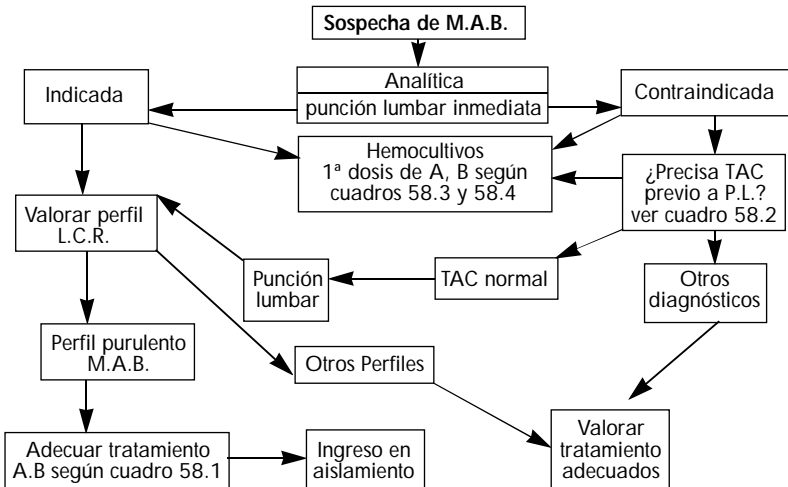 Sospecha de M.A.B.
Analítica
punción lumbar inmediata
Indicada
Contraindicada
Hemocultivos
1ª dosis de A, B según
cuadros 58.3 y 58.4
¿Precisa TAC
previo a P.L.?
ver cuadro 58.2
Valorar perfil
L.C.R.
Punción
lumbar
TAC normal
Otros
diagnósticos
Perfil purulento
M.A.B.
Otros Perfiles
Adecuar tratamiento
A.B según cuadro 58.1
Ingreso en
aislamiento
Valorar
tratamiento
adecuados